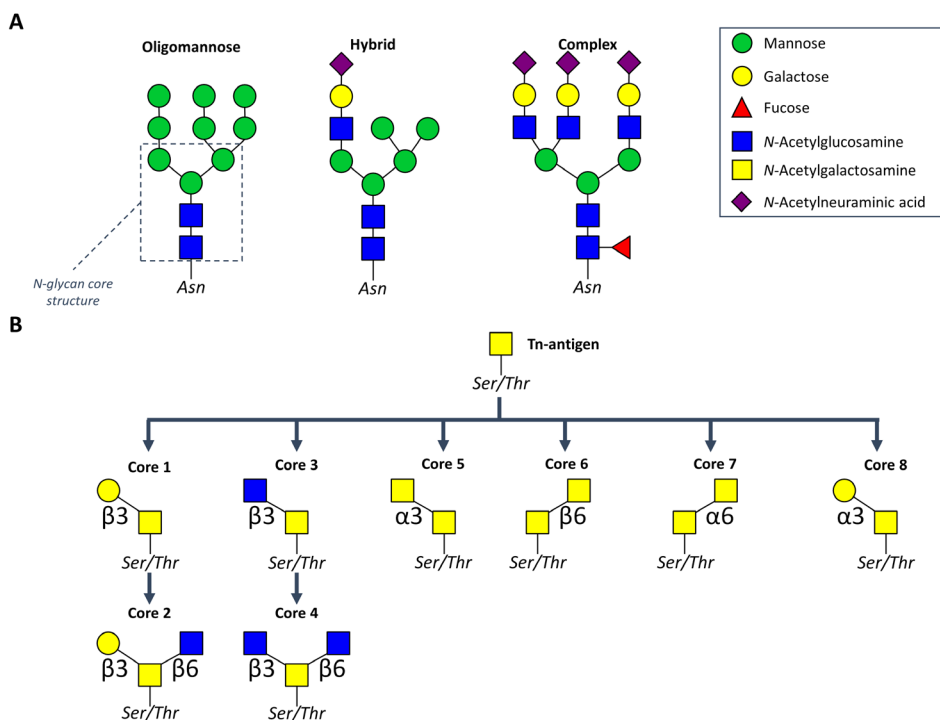 A
Oligomannose
Hybrid
Complex
Mannose
Galactose
Fucose
N-Acetylglucosamine
N-Acetylgalactosamine
N-Acetylneuraminic acid
N-glycan core
structure
Asn
Asn
Asn
B
Tn-antigen
Ser/Thr
Core 1
Core 3
Core 5
Core 6
Core 7
Core 8
β3
β3
α3
β6
α6
α3
Ser/Thr
Ser/Thr
Ser/Thr
Ser/Thr
Ser/Thr
Ser/Thr
Core 2
Core 4
β3
β6
β3
β6
Ser/Thr
Ser/Thr